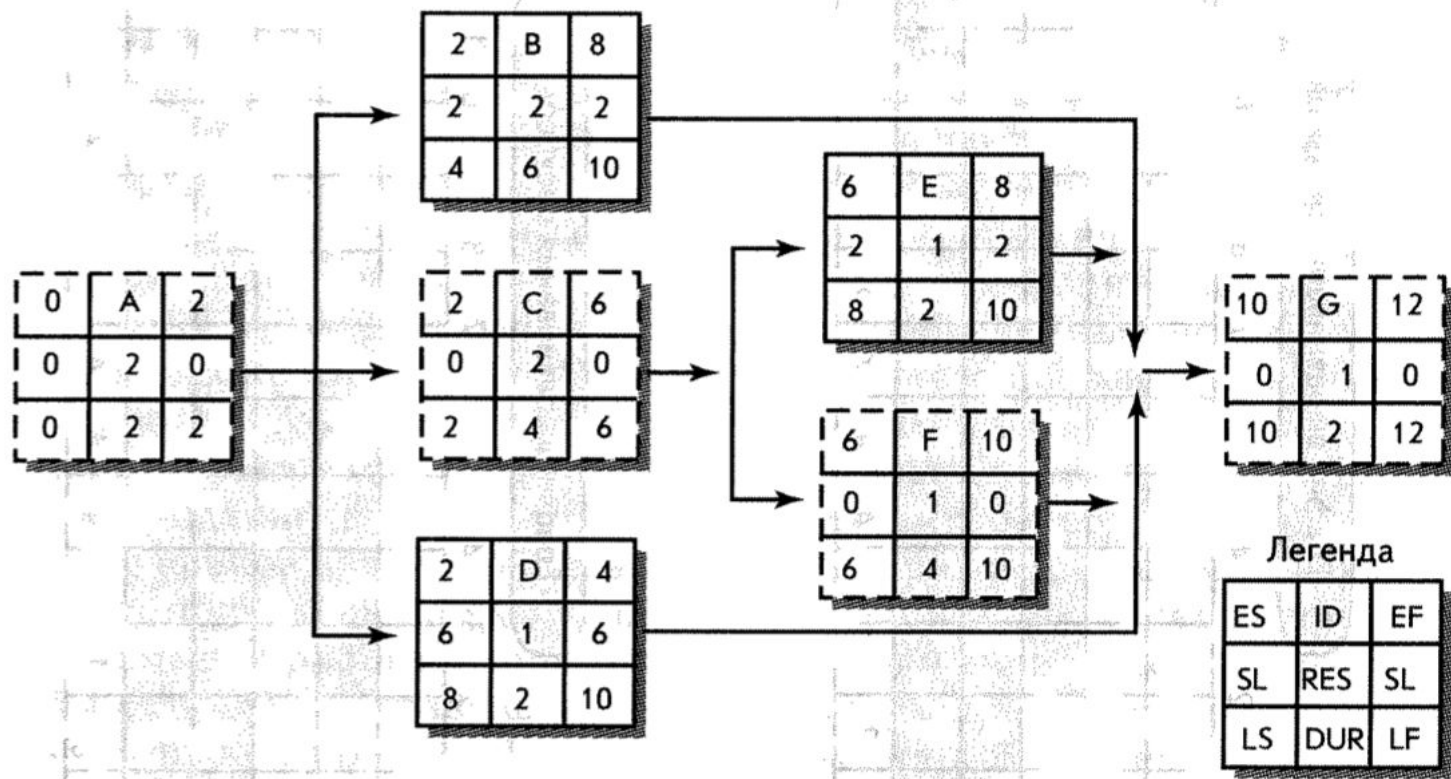 2 B 8
2 2 2
4 6 10
6 E 8
2 1 2
8 2 10
0 A 2
0 2 0
0 2 2
2 C 6
0 2 0
2 4 6
10 G 12
0 1 0
10 2 12
6 F 10
0 1 0
6 4 10
2 D 4
6 1 6
8 2 10
Легенда
ES ID EF
SL RES SL
LS DUR LF